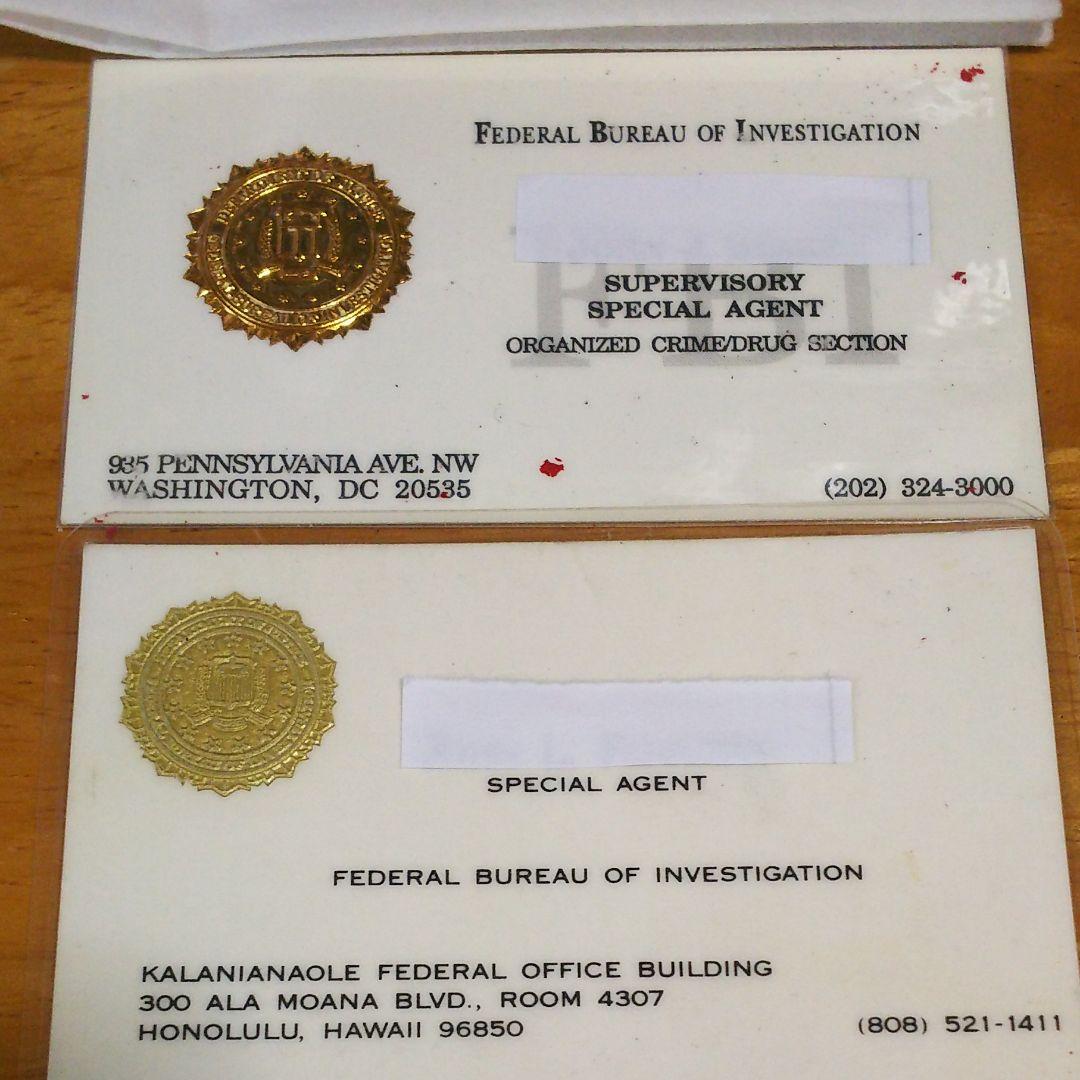 FEDERAL BUREAU OF INVESTIGATION
FBI
SUPERVISORY
SPECIAL AGENT
ORGANIZED CRIME/DRUG SECTION
935 PENNSYLVANIA AVE. NW
WASHINGTON, DC 20535
(202) 324-3000
SPECIAL AGENT
FEDERAL BUREAU OF INVESTIGATION
KALANIANAOLE FEDERAL OFFICE BUILDING
300 ALA MOANA BLVD., ROOM 4307
HONOLULU, HAWAII 96850
(808) 521-1411